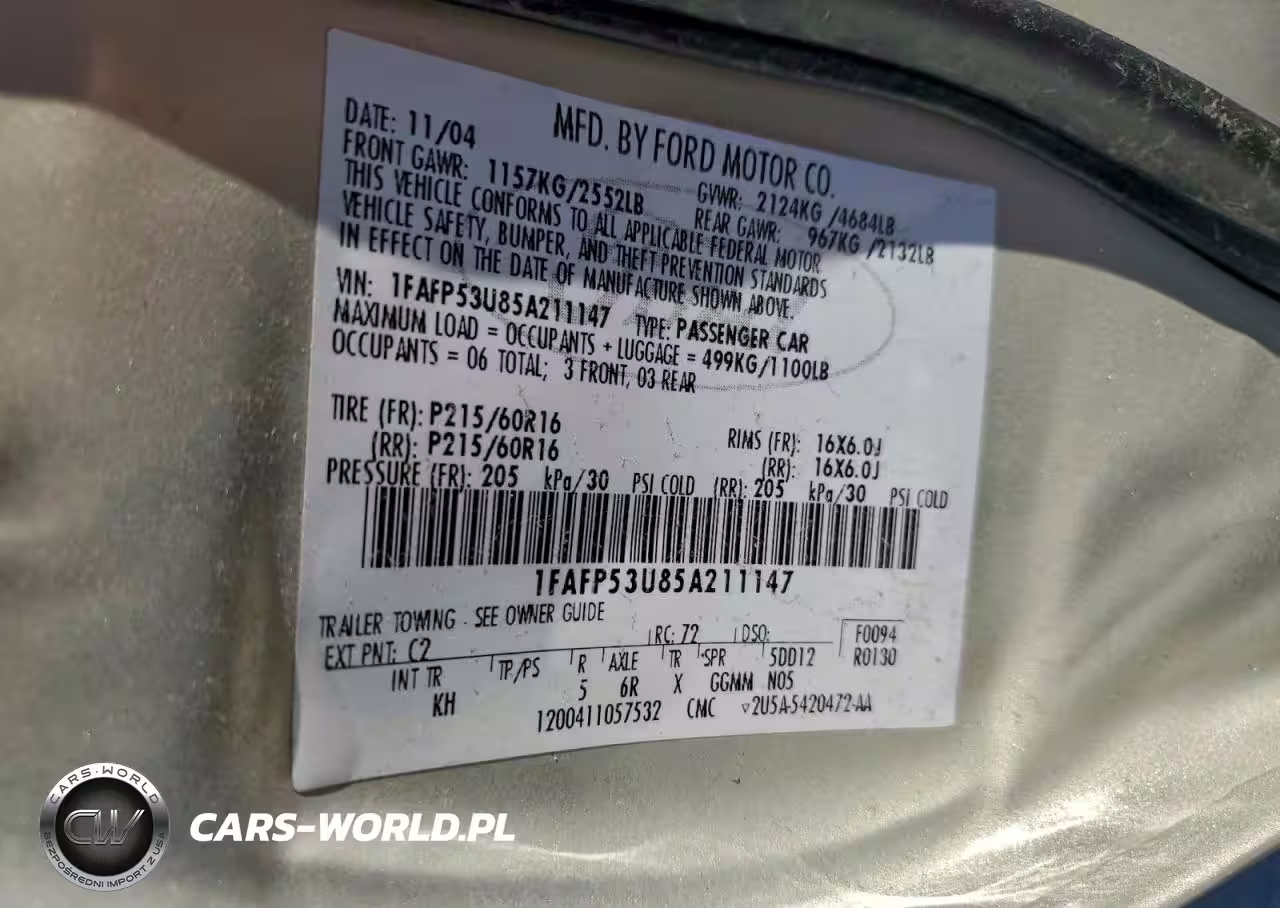 MFD. BY FORD MOTOR CO.
DATE: 11/04
GVWR: 2124KG /4684LB
FRONT GAWR: 1157KG/2552LB REAR GAWR: 967KG /2132LB
THIS VEHICLE CONFORMS TO ALL APPLICABLE FEDERAL MOTOR
VEHICLE SAFETY, BUMPER, AND THEFT PREVENTION STANDARDS
IN EFFECT ON THE DATE OF MANUFACTURE SHOWN ABOVE.
VIN: 1FAFP53U85A211147 TYPE: PASSENGER CAR
MAXIMUM LOAD = OCCUPANTS + LUGGAGE = 499KG/1100LB
OCCUPANTS = 06 TOTAL; 3 FRONT, 03 REAR
TIRE (FR): P215/60R16 RIMS (FR): 16X6.0J
(RR): P215/60R16 (RR): 16X6.0J
PRESSURE (FR): 205 kPa/30 PSI COLD (RR): 205 kPa/30 PSI COLD
1FAFP53U85A211147
TRAILER TOWING - SEE OWNER GUIDE
EXT PNT: C2 RC: 72 DSO: F0094
INT TR TP/PS R AXLE TR SPR 5DD12 R0130
KH 5 6R X GGMM N05
1200411057532 CMC ▽2U5A-5420472-AA
CARS-WORLD
CW
BEZPOŚREDNI IMPORT Z USA
CARS-WORLD.PL